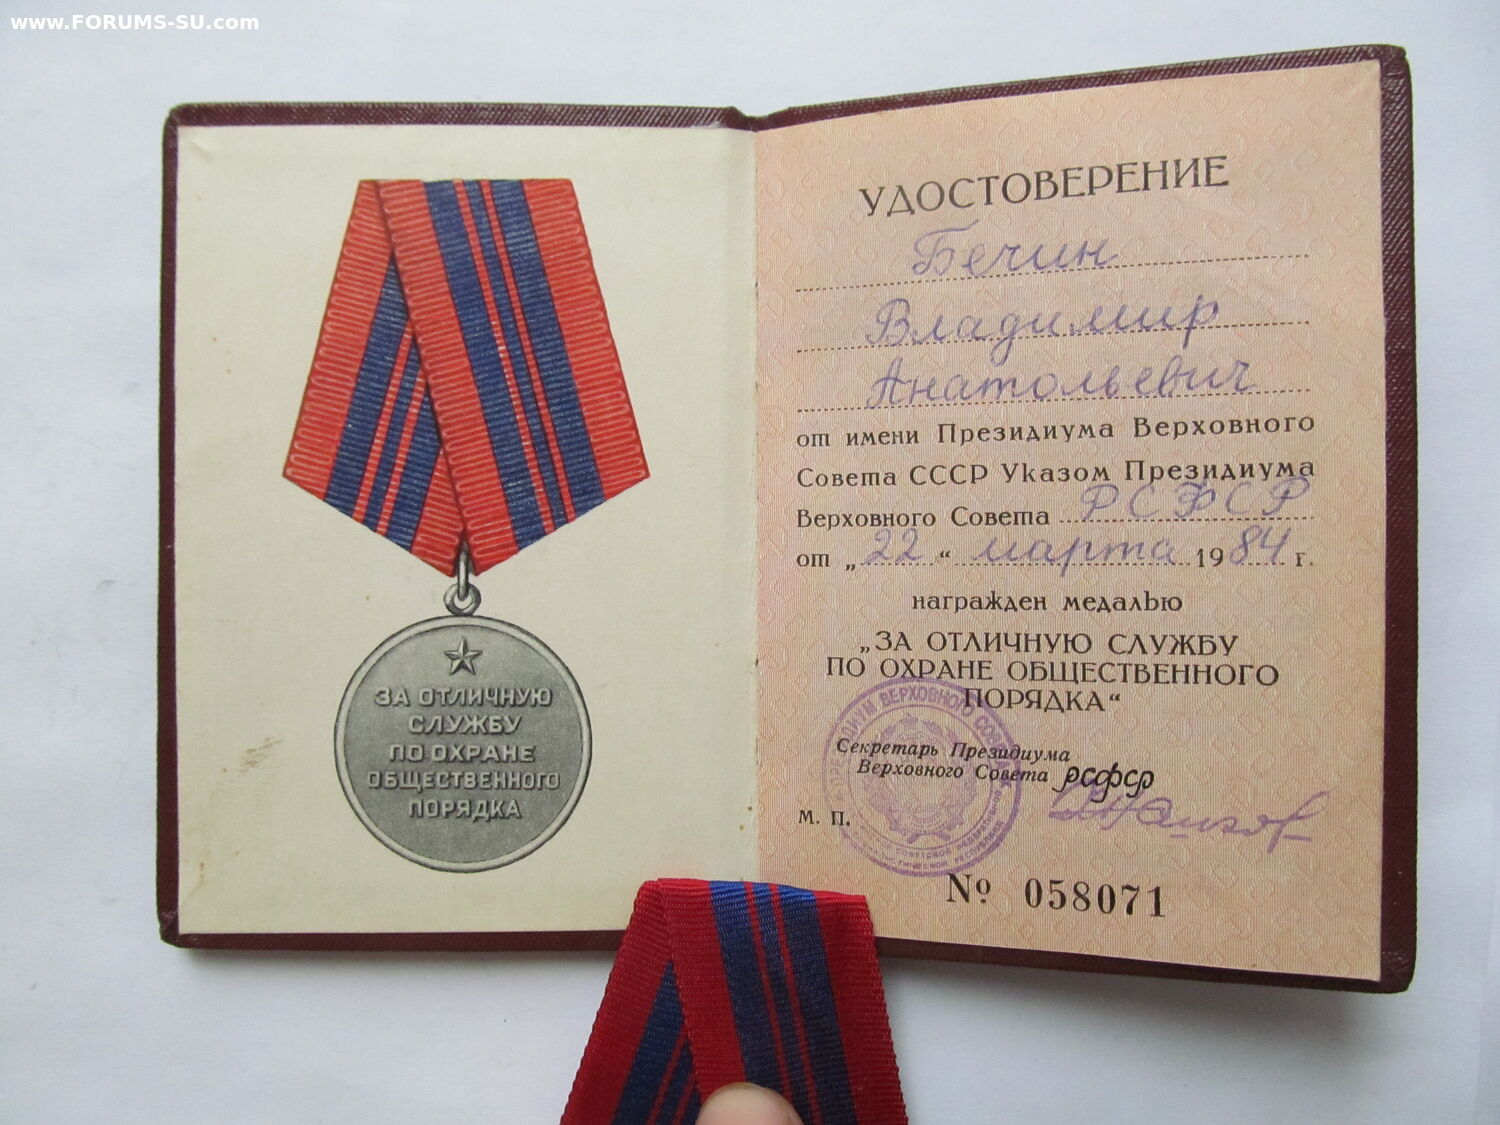 www.FORUMS-SU.com
ЗА ОТЛИЧНУЮ
СЛУЖБУ
ПО ОХРАНЕ
ОБЩЕСТВЕННОГО
ПОРЯДКА
УДОСТОВЕРЕНИЕ
Бечин
Владимир
Анатольевич
от имени Президиума Верховного
Совета СССР Указом Президиума
Верховного Совета РСФСР
от „22“ марта 1984 г.
награжден медалью
„ЗА ОТЛИЧНУЮ СЛУЖБУ
ПО ОХРАНЕ ОБЩЕСТВЕННОГО
ПОРЯДКА“
Секретарь Президиума
Верховного Совета РСФСР
М. П.
№ 058071